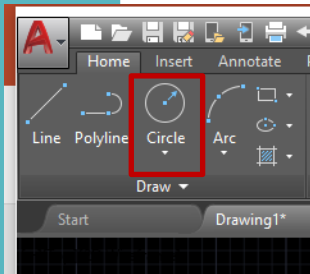 A
Home Insert Annotate
Line Polyline Circle Arc
Draw
Start Drawing1*